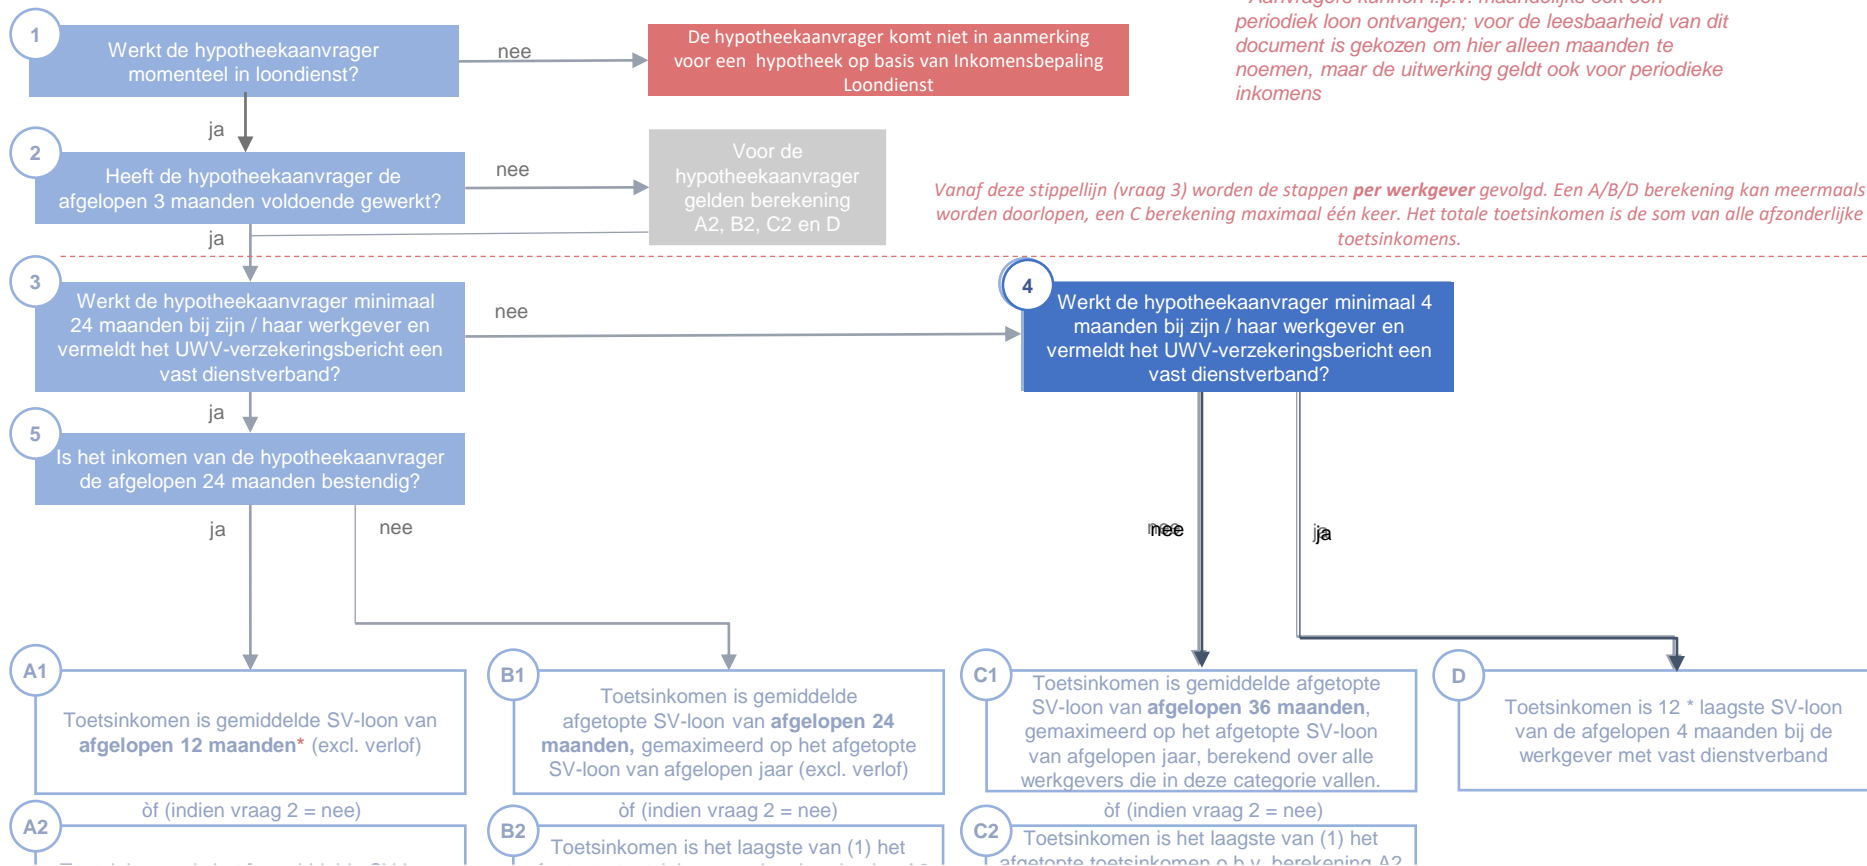 * Aanvragers kunnen i.p.v. maandelijks ook een
periodiek loon ontvangen; voor de leesbaarheid van dit
document is gekozen om hier alleen maanden te
noemen, maar de uitwerking geldt ook voor periodieke
inkomens
1
Werkt de hypotheekaanvrager
momenteel in loondienst?
nee
De hypotheekaanvrager komt niet in aanmerking
voor een hypotheek op basis van Inkomensbepaling
Loondienst
ja
2
Heeft de hypotheekaanvrager de
afgelopen 3 maanden voldoende gewerkt?
nee
Voor de
hypotheekaanvrager
gelden berekening
A2, B2, C2 en D
ja
Vanaf deze stippellijn (vraag 3) worden de stappen per werkgever gevolgd. Een A/B/D berekening kan meermaals
worden doorlopen, een C berekening maximaal één keer. Het totale toetsinkomen is de som van alle afzonderlijke
toetsinkomens.
3
Werkt de hypotheekaanvrager minimaal
24 maanden bij zijn / haar werkgever en
vermeldt het UWV-verzekeringsbericht een
vast dienstverband?
nee
4
Werkt de hypotheekaanvrager minimaal 4
maanden bij zijn / haar werkgever en
vermeldt het UWV-verzekeringsbericht een
vast dienstverband?
ja
5
Is het inkomen van de hypotheekaanvrager
de afgelopen 24 maanden bestendig?
ja
nee
nee
ja
A1
Toetsinkomen is gemiddelde SV-loon van
afgelopen 12 maanden* (excl. verlof)
B1
Toetsinkomen is gemiddelde
afgetopte SV-loon van afgelopen 24
maanden, gemaximeerd op het afgetopte
SV-loon van afgelopen jaar (excl. verlof)
C1
Toetsinkomen is gemiddelde afgetopte
SV-loon van afgelopen 36 maanden,
gemaximeerd op het afgetopte SV-loon
van afgelopen jaar, berekend over alle
werkgevers die in deze categorie vallen.
D
Toetsinkomen is 12 * laagste SV-loon
van de afgelopen 4 maanden bij de
werkgever met vast dienstverband
òf (indien vraag 2 = nee)
òf (indien vraag 2 = nee)
òf (indien vraag 2 = nee)
A2
B2
Toetsinkomen is het laagste van (1) het
C2
Toetsinkomen is het laagste van (1) het
afgetopte toetsinkomen o.b.v. berekening A2